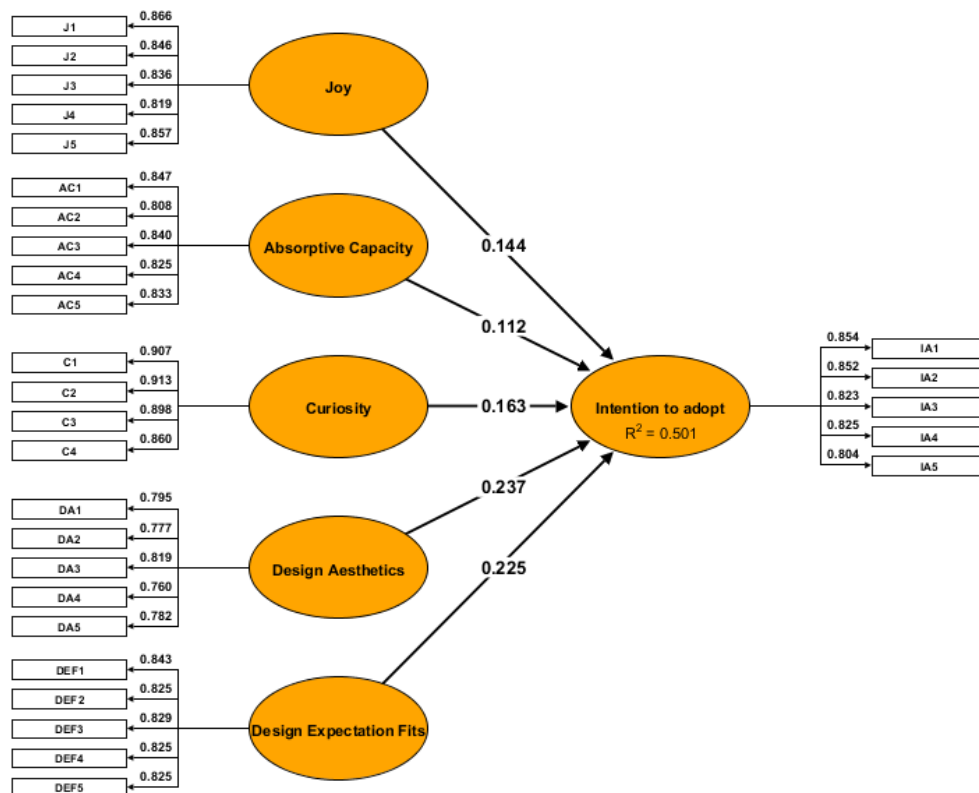 0.866
J1
0.846
J2
0.836
J3
0.819
J4
0.857
J5
Joy
0.847
AC1
0.808
AC2
0.840
AC3
0.825
AC4
0.833
AC5
Absorptive Capacity
0.907
C1
0.913
C2
0.898
C3
0.860
C4
Curiosity
0.795
DA1
0.777
DA2
0.819
DA3
0.760
DA4
0.782
DA5
Design Aesthetics
0.843
DEF1
0.825
DEF2
0.829
DEF3
0.825
DEF4
0.825
DEF5
Design Expectation Fits
0.144
0.112
0.163
0.237
0.225
Intention to adopt
R² = 0.501
0.854
IA1
0.852
IA2
0.823
IA3
0.825
IA4
0.804
IA5